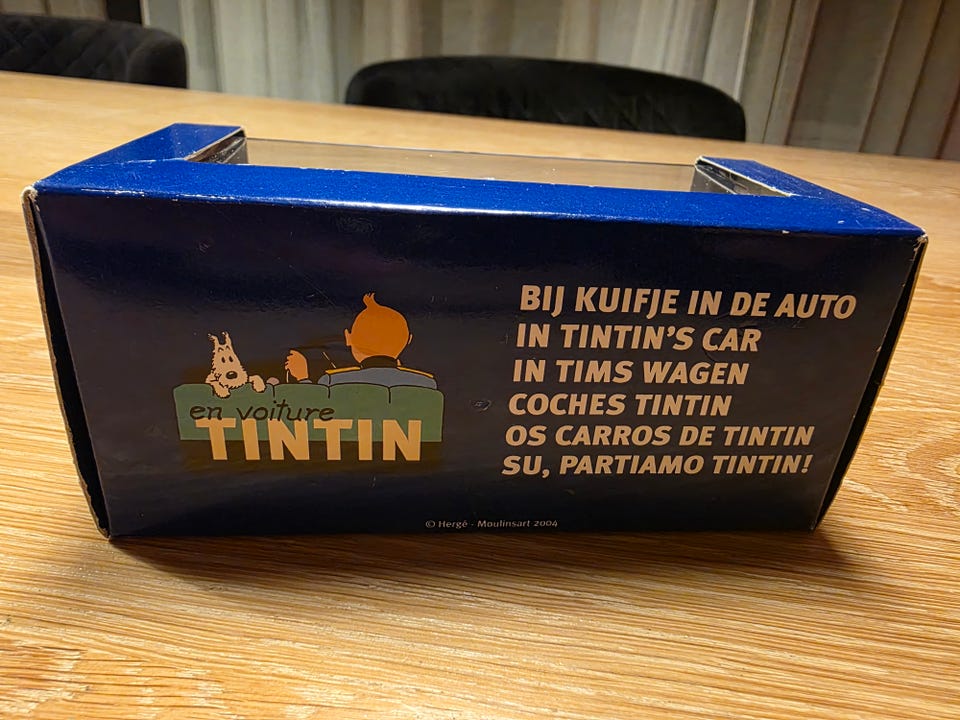 en voiture
TINTIN
BIJ KUIFJE IN DE AUTO
IN TINTIN'S CAR
IN TIMS WAGEN
COCHES TINTIN
OS CARROS DE TINTIN
SU, PARTIAMO TINTIN!
© Hergé - Moulinsart 2004